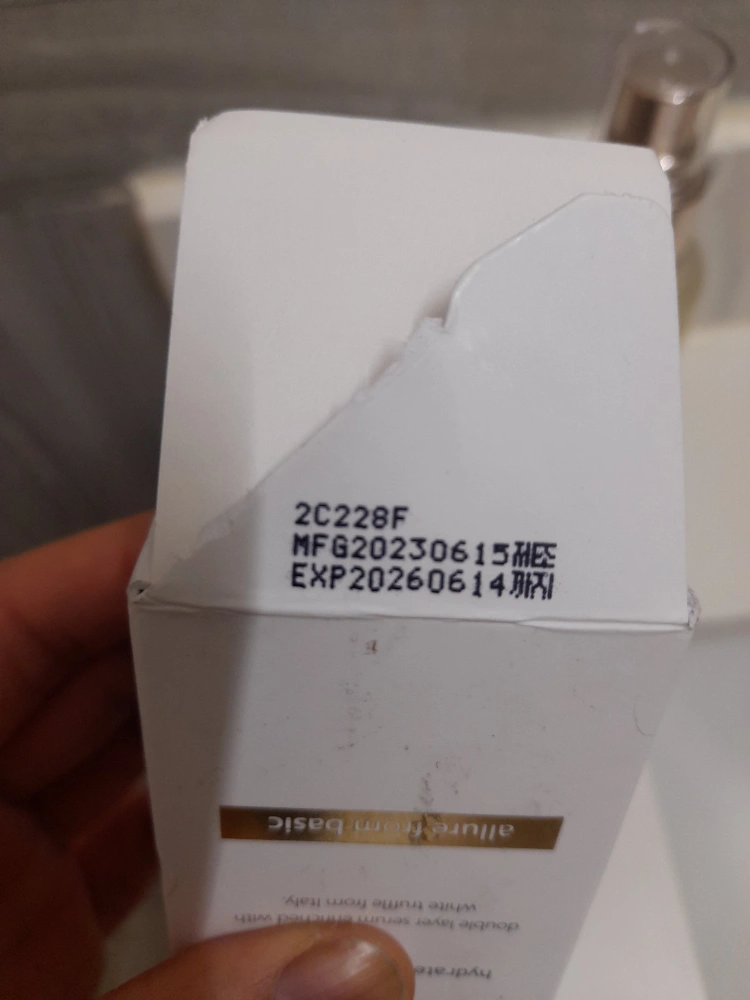 2C228F
MFG20230615제조
EXP20260614까지
allure from basic
hydrate
double layer serum enriched with
white truffle from Italy.